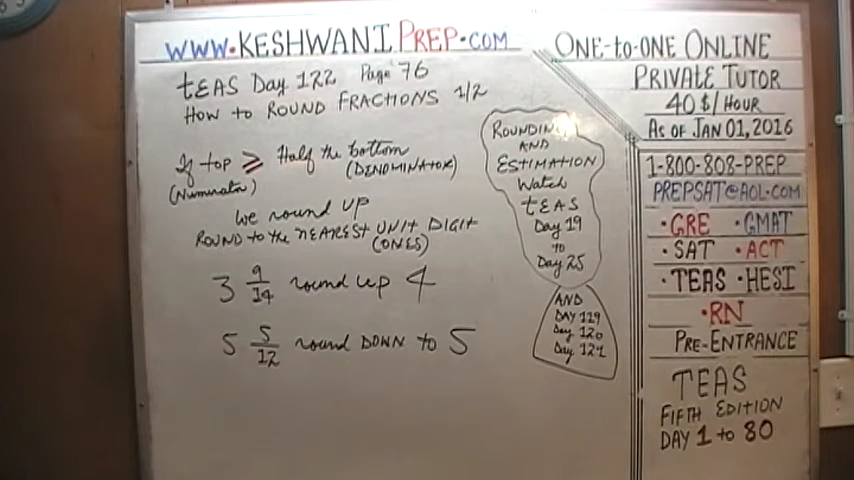 www.KESHWANIPREP.COM
tEAS Day 122 Page 76
HOW to ROUND FRACTIONS 1/2
If top ≥ Half the bottom
(Numerator) (DENOMINATOR)
We round UP
ROUND to the NEAREST UNIT DIGIT
(ONES)
3 9/14 round up 4
5 5/12 round DOWN to 5
ROUNDING
AND
ESTIMATION
Watch
tEAS
Day 19
to
Day 25
AND
DAY 119
Day 120
Day 121
ONE-to-ONE ONLINE
PRIVATE TUTOR
40 $/HOUR
AS OF JAN 01, 2016
1-800-808-PREP
PREPSAT@AOL.COM
•GRE •GMAT
•SAT •ACT
•TEAS •HESI
•RN
PRE-ENTRANCE
TEAS
FIFTH EDITION
DAY 1 to 80